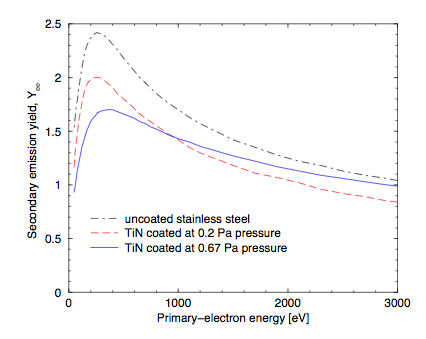 2.5
2
1.5
1
0.5
0
Secondary emission yield, Yee
uncoated stainless steel
TiN coated at 0.2 Pa pressure
TiN coated at 0.67 Pa pressure
0 1000 2000 3000
Primary−electron energy [eV]